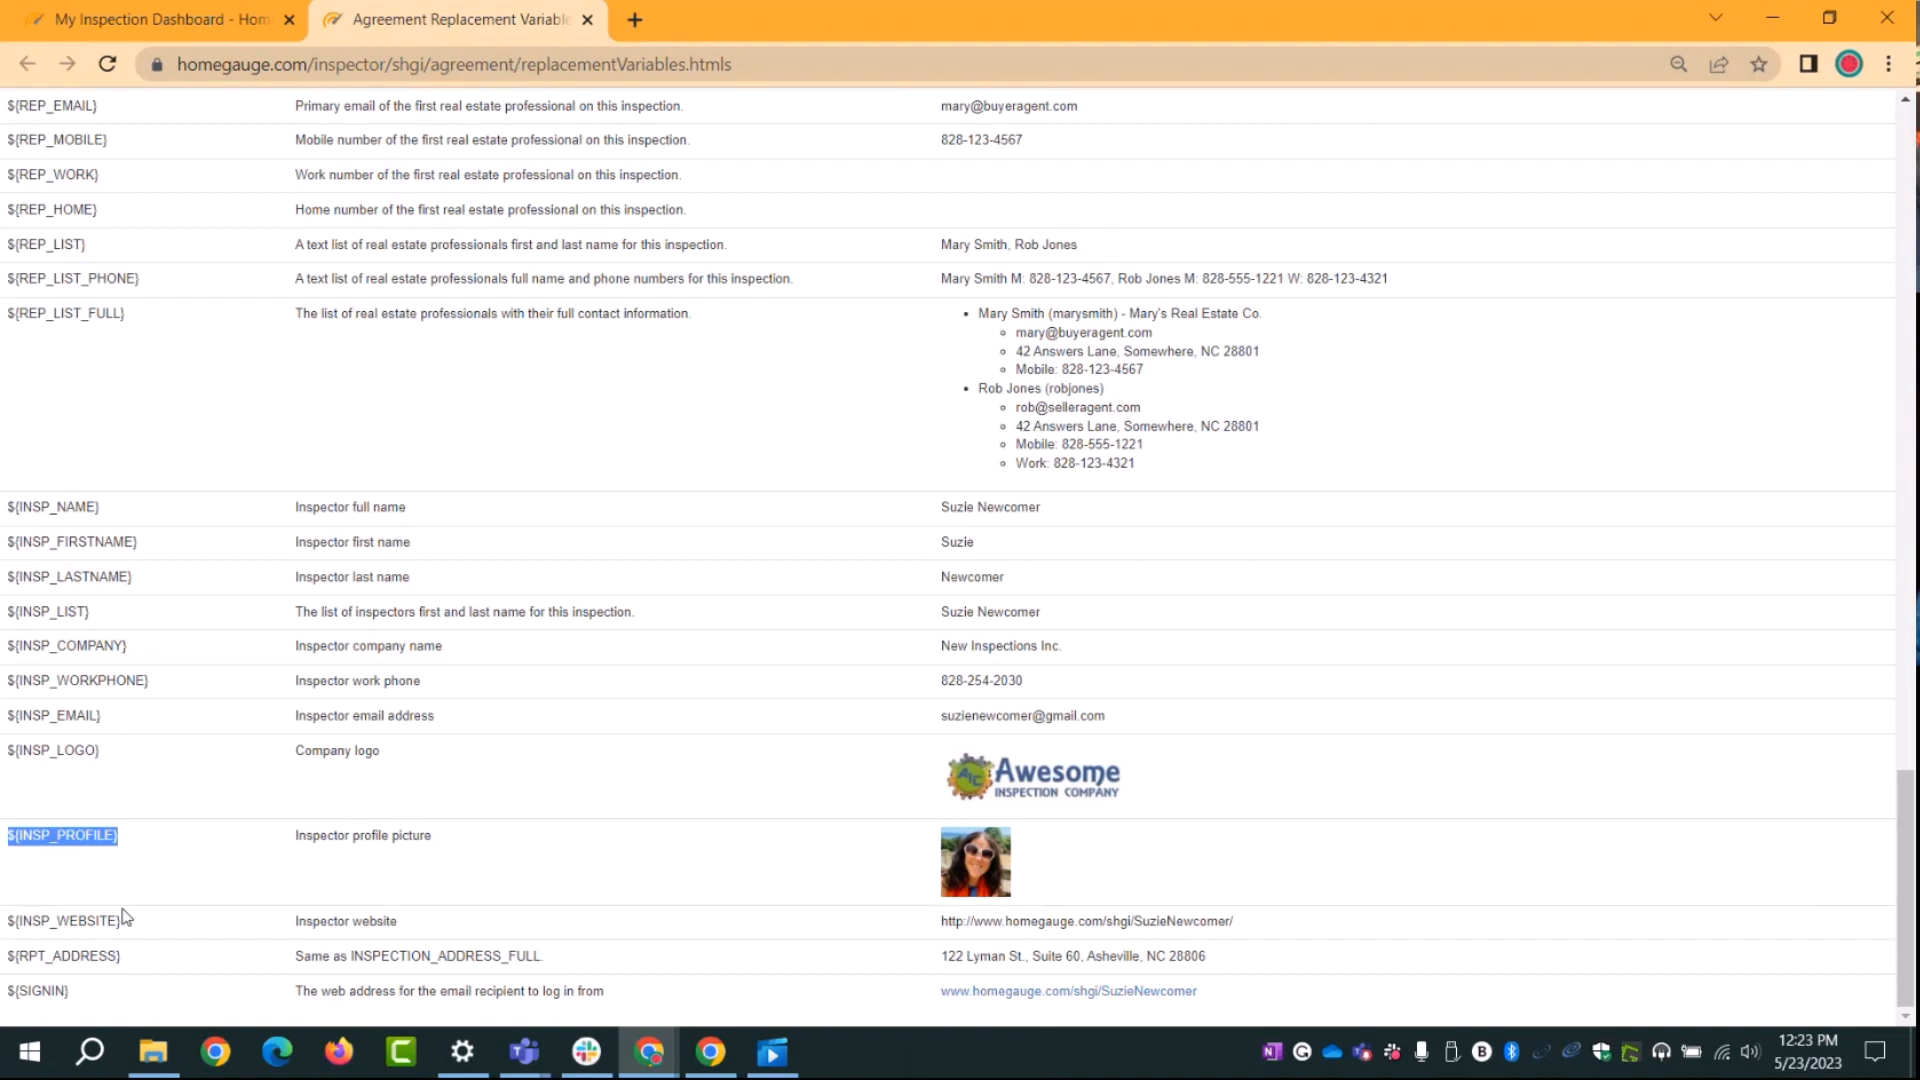 My Inspection Dashboard - Hom
Agreement Replacement Variabl
homegauge.com/inspector/shgi/agreement/replacementVariables.htmls
${REP_EMAIL} Primary email of the first real estate professional on this inspection. mary@buyeragent.com
${REP_MOBILE} Mobile number of the first real estate professional on this inspection. 828-123-4567
${REP_WORK} Work number of the first real estate professional on this inspection.
${REP_HOME} Home number of the first real estate professional on this inspection.
${REP_LIST} A text list of real estate professionals first and last name for this inspection. Mary Smith, Rob Jones
${REP_LIST_PHONE} A text list of real estate professionals full name and phone numbers for this inspection. Mary Smith M: 828-123-4567, Rob Jones M: 828-555-1221 W: 828-123-4321
${REP_LIST_FULL} The list of real estate professionals with their full contact information. • Mary Smith (marysmith) - Mary's Real Estate Co.
mary@buyeragent.com
42 Answers Lane, Somewhere, NC 28801
Mobile: 828-123-4567
• Rob Jones (robjones)
rob@selleragent.com
42 Answers Lane, Somewhere, NC 28801
Mobile: 828-555-1221
Work: 828-123-4321
${INSP_NAME} Inspector full name Suzie Newcomer
${INSP_FIRSTNAME} Inspector first name Suzie
${INSP_LASTNAME} Inspector last name Newcomer
${INSP_LIST} The list of inspectors first and last name for this inspection. Suzie Newcomer
${INSP_COMPANY} Inspector company name New Inspections Inc.
${INSP_WORKPHONE} Inspector work phone 828-254-2030
${INSP_EMAIL} Inspector email address suzienewcomer@gmail.com
${INSP_LOGO} Company logo
AIC Awesome
INSPECTION COMPANY
${INSP_PROFILE} Inspector profile picture
${INSP_WEBSITE} Inspector website http://www.homegauge.com/shgi/SuzieNewcomer/
${RPT_ADDRESS} Same as INSPECTION_ADDRESS_FULL. 122 Lyman St., Suite 60, Asheville, NC 28806
${SIGNIN} The web address for the email recipient to log in from www.homegauge.com/shgi/SuzieNewcomer
12:23 PM
5/23/2023